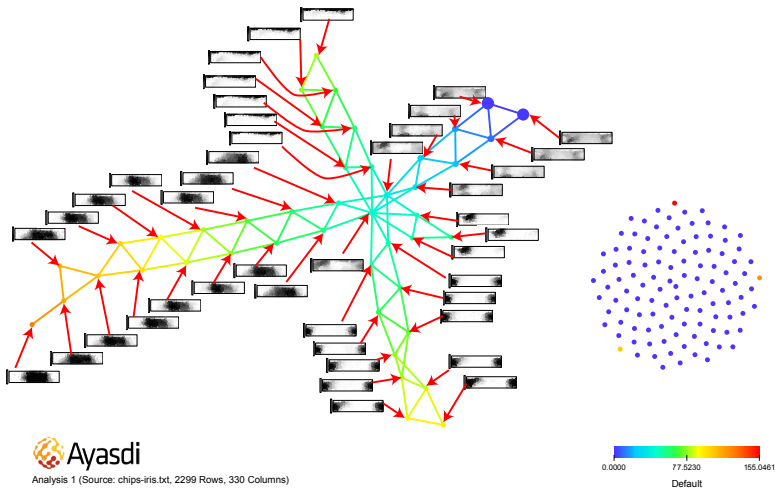 Ayasdi
Analysis 1 (Source: chips-iris.txt, 2299 Rows, 330 Columns)
0.0000 77.5230 155.0461
Default